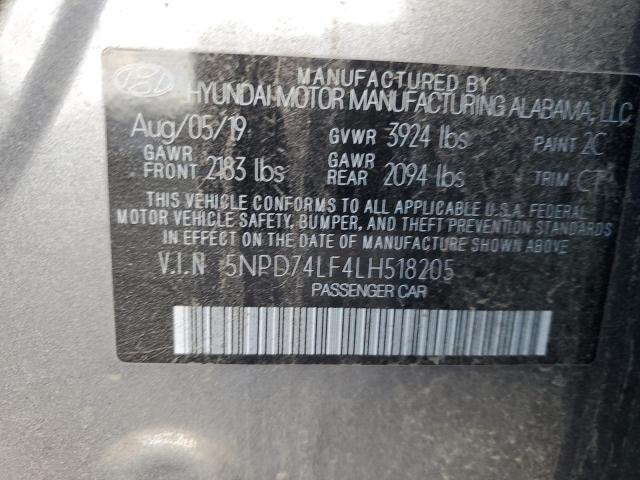 MANUFACTURED BY
HYUNDAI MOTOR MANUFACTURING ALABAMA, LLC
Aug/05/19 GVWR 3924 lbs PAINT 2C
GAWR FRONT 2183 lbs GAWR REAR 2094 lbs TRIM
THIS VEHICLE CONFORMS TO ALL APPLICABLE U.S.A. FEDERAL
MOTOR VEHICLE SAFETY, BUMPER, AND THEFT PREVENTION STANDARDS
IN EFFECT ON THE DATE OF MANUFACTURE SHOWN ABOVE.
V.I.N 5NPD74LF4LH518205
PASSENGER CAR